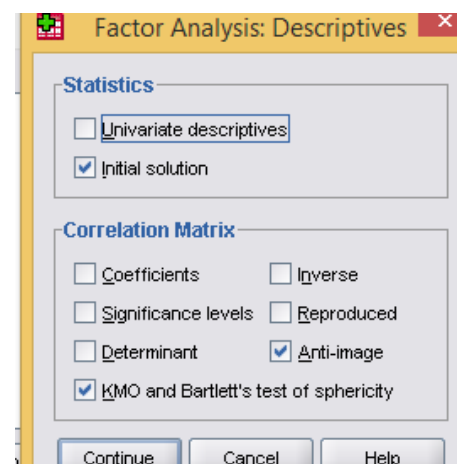 Factor Analysis: Descriptives
Statistics
Univariate descriptives
Initial solution
Correlation Matrix
Coefficients Inverse
Significance levels Reproduced
Determinant Anti-image
KMO and Bartlett's test of sphericity
Continue Cancel Help